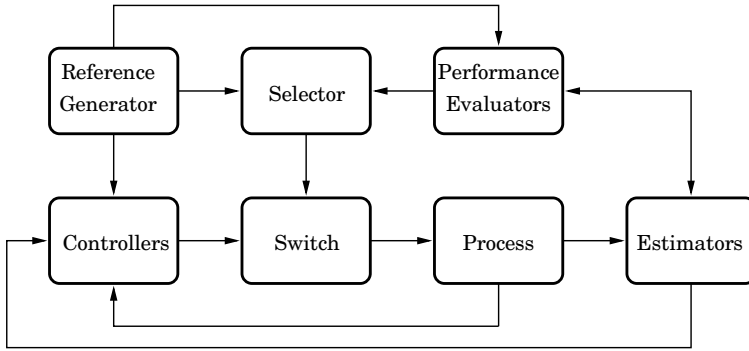 Reference
Generator
Selector
Performance
Evaluators
Controllers
Switch
Process
Estimators